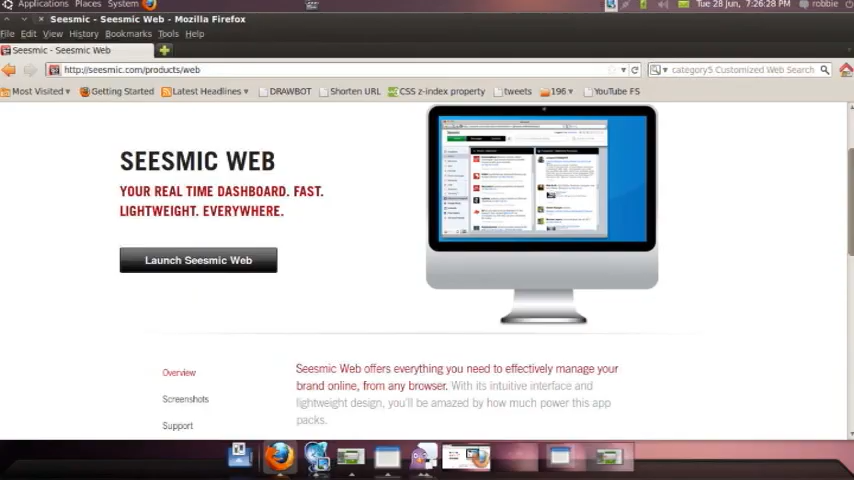 Applications Places System
Tue 28 Jun, 7:26:28 PM robbie
Seesmic - Seesmic Web - Mozilla Firefox
File Edit View History Bookmarks Tools Help
Seesmic - Seesmic Web
http://seesmic.com/products/web
category5 Customized Web Search
Most Visited Getting Started Latest Headlines DRAWBOT Shorten URL CSS z-index property tweets 196 YouTube FS
SEESMIC WEB
YOUR REAL TIME DASHBOARD. FAST.
LIGHTWEIGHT. EVERYWHERE.
Launch Seesmic Web
Overview
Screenshots
Support
Seesmic Web offers everything you need to effectively manage your
brand online, from any browser. With its intuitive interface and
lightweight design, you'll be amazed by how much power this app
packs.